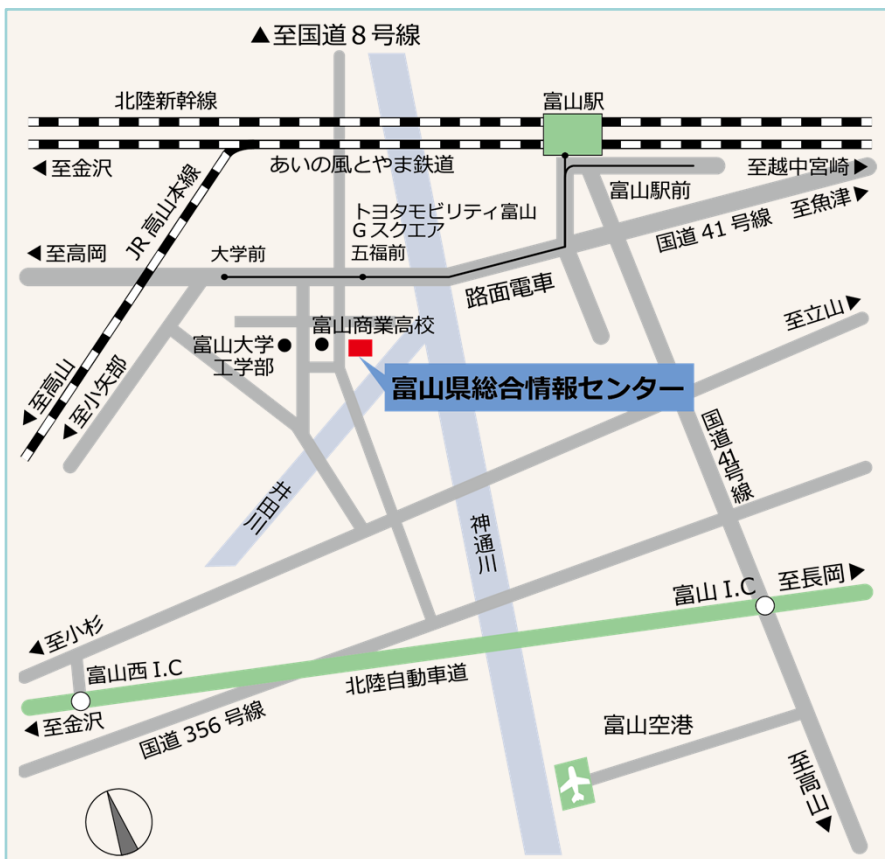 ▲至国道8号線
北陸新幹線
富山駅
◀至金沢
あいの風とやま鉄道
至越中宮崎▶
富山駅前
JR高山本線
トヨタモビリティ富山
Gスクエア
五福前
国道41号線
至魚津▶
◀至高岡
大学前
路面電車
至立山▶
富山商業高校
富山大学
工学部
◀至高山
◀至小矢部
富山県総合情報センター
国道41号線
井田川
神通川
富山I.C
至長岡▶
◀至小杉
富山西I.C
北陸自動車道
◀至金沢
国道356号線
富山空港
至高山▶